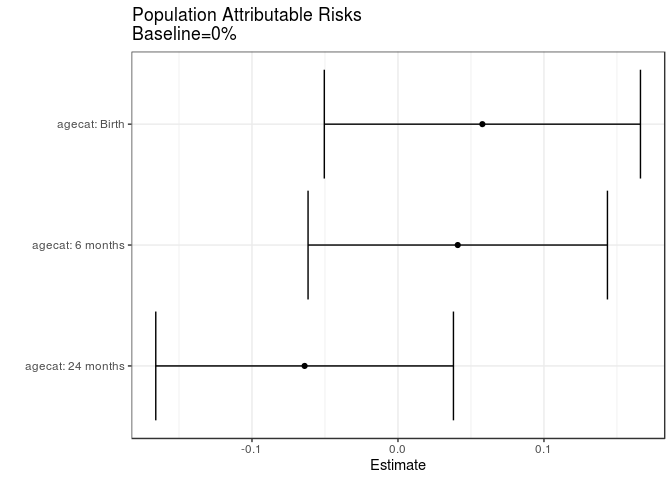 Population Attributable Risks
Baseline=0%
agecat: Birth
agecat: 6 months
agecat: 24 months
-0.1
0.0
0.1
Estimate